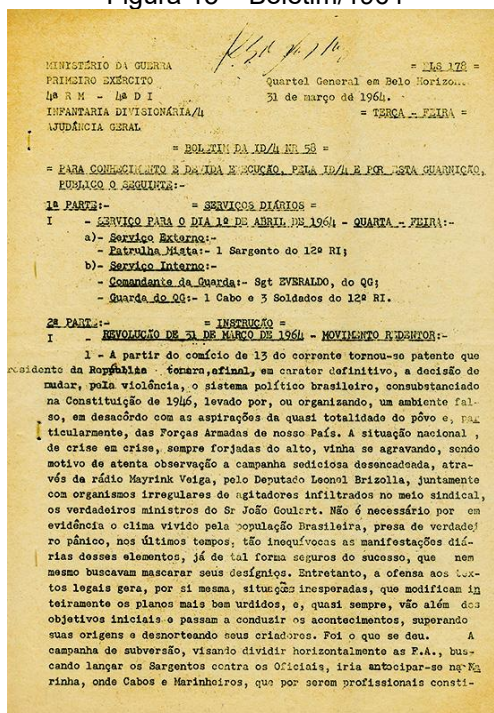 Figura 15 – Boletim/1964
MINISTÉRIO DA GUERRA
= FLS 178 =
PRIMEIRO EXÉRCITO
Quartel General em Belo Horizon..
4ª R M - 4ª D I
31 de março dé 1964.
INFANTARIA DIVISIONÁRIA/4
= TERÇA - FEIRA =
AJUDÂNCIA GERAL
= BOLETIM DA ID/4 NR 58 =
= PARA CONHECIMENTO E DEVIDA EXECUÇÃO, PELA ID/4 E POR ESTA GUARNIÇÃO,
PUBLICO O SEGUINTE:-
1ª PARTE:- = SERVIÇOS DIÁRIOS =
I - SERVIÇO PARA O DIA 1º DE ABRIL DE 1964 - QUARTA - FEIRA:-
a)- Serviço Externo:-
- Patrulha Mista:- 1 Sargento do 12º RI;
b)- Serviço Interno:-
- Comandante da Guarda:- Sgt EVERALDO, do QG;
- Guarda do QG:- 1 Cabo e 3 Soldados do 12º RI.
2ª PARTE:- = INSTRUÇÃO =
I - REVOLUÇÃO DE 31 DE MARÇO DE 1964 - MOVIMENTO REDENTOR:-
1 - A partir do comício de 13 do corrente tornou-se patente que
residente da República tomara,afinal, em carater definitivo, a decisão de
mudar, pela violência, o sistema político brasileiro, consubstanciado
na Constituição de 1946, levado por, ou organizando, um ambiente fal-
so, em desacôrdo com as aspirações da quasi totalidade do pôvo e, par
ticularmente, das Forças Armadas de nosso País. A situação nacional ,
de crise em crise, sempre forjadas do alto, vinha se agravando, sendo
motivo de atenta observação a campanha sediciosa desencadeada, atra-
vés da rádio Mayrink Veiga, pelo Deputado Leonel Brizolla, juntamente
com organismos irregulares de agitadores infiltrados no meio sindical,
os verdadeiros ministros do Sr João Goulart. Não é necessário por em
evidência o clima vivido pela população Brasileira, presa de verdadei
ro pânico, nos últimos tempos, tão inequívocas as manifestações diá-
rias desses elementos, já de tal forma seguros do sucesso, que nem
mesmo buscavam mascarar seus desígnios. Entretanto, a ofensa aos tex-
tos legais gera, por si mesma, situações inesperadas, que modificam in
teiramente os planos mais bem urdidos, e, quasi sempre, vão além dos
objetivos iniciais e passam a conduzir os acontecimentos, superando
suas origens e desnorteando seus criadores. Foi o que se deu. A
campanha de subversão, visando dividir horizontalmente as F.A., bus-
cando lançar os Sargentos contra os Oficiais, iria antecipar-se na Ma
rinha, onde Cabos e Marinheiros, que por serem profissionais consti-